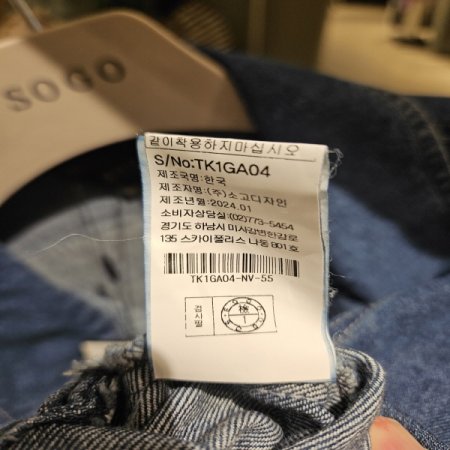 SOGO
같이착용하지마십시오
S/No:TK1GA04
제조국명:한국
제조자명:(주)소고디자인
제조년월:2024.01
소비자상담실:(02)773-5454
경기도 하남시 미사강변한강로
135 스카이폴리스 나동 801호
TK1GA04-NV-55
검사필